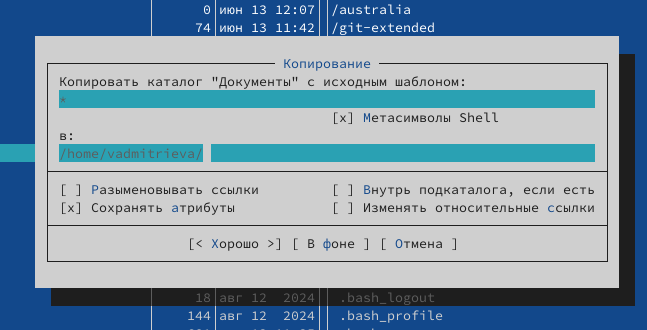 0 июн 13 12:07 /australia
74 июн 13 11:42 /git-extended
Копирование
Копировать каталог "Документы" с исходным шаблоном:
*
[x] Метасимволы Shell
в:
/home/vadmitrieva/
[ ] Разыменовывать ссылки [ ] Внутрь подкаталога, если есть
[x] Сохранять атрибуты [ ] Изменять относительные ссылки
[< Хорошо >] [ В фоне ] [ Отмена ]
18 авг 12 2024 .bash_logout
144 авг 12 2024 .bash_profile